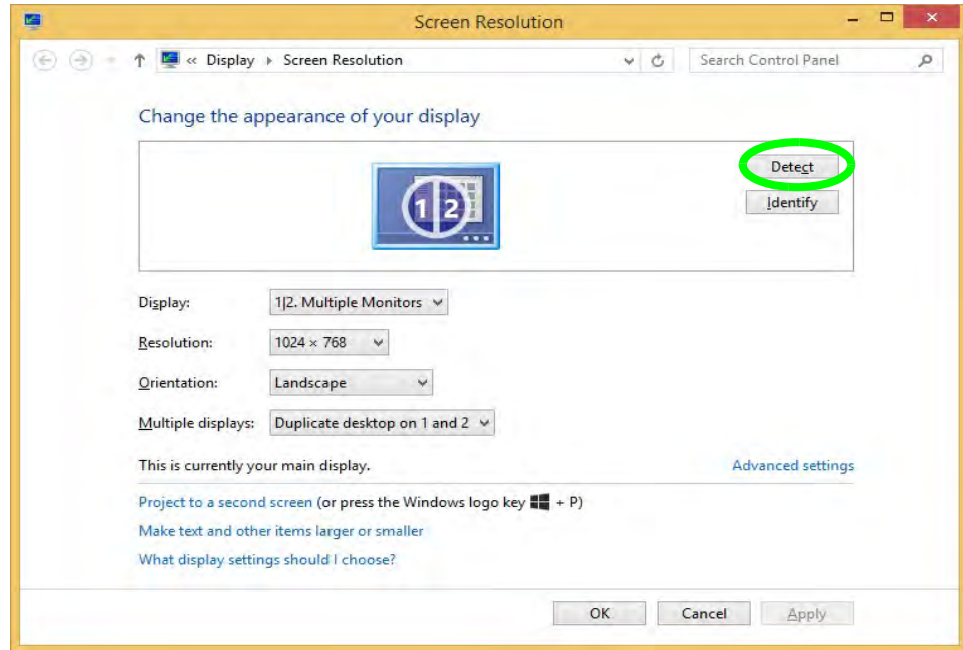 Screen Resolution
« Display ▸ Screen Resolution
Search Control Panel
Change the appearance of your display
1 2
Detect
Identify
Display: 1|2. Multiple Monitors
Resolution: 1024 × 768
Orientation: Landscape
Multiple displays: Duplicate desktop on 1 and 2
This is currently your main display.
Advanced settings
Project to a second screen (or press the Windows logo key + P)
Make text and other items larger or smaller
What display settings should I choose?
OK Cancel Apply